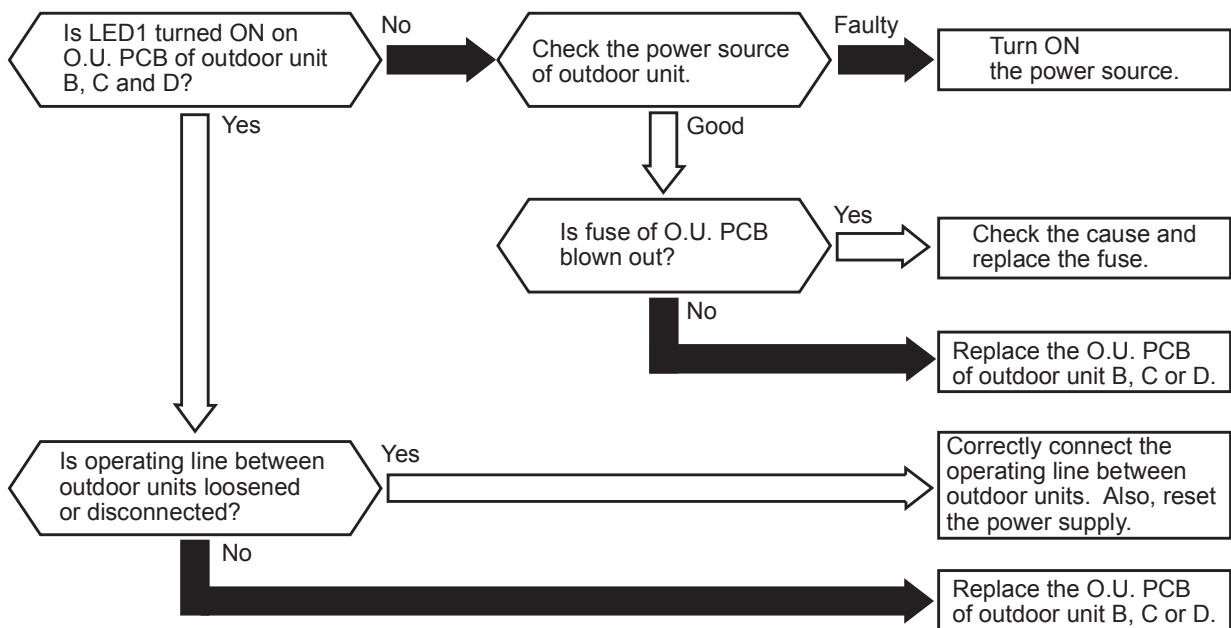 Is LED1 turned ON on
O.U. PCB of outdoor unit
B, C and D?
No
Check the power source
of outdoor unit.
Faulty
Turn ON
the power source.
Yes
Good
Is fuse of O.U. PCB
blown out?
Yes
Check the cause and
replace the fuse.
No
Replace the O.U. PCB
of outdoor unit B, C or D.
Is operating line between
outdoor units loosened
or disconnected?
Yes
Correctly connect the
operating line between
outdoor units.  Also, reset
the power supply.
No
Replace the O.U. PCB
of outdoor unit B, C or D.